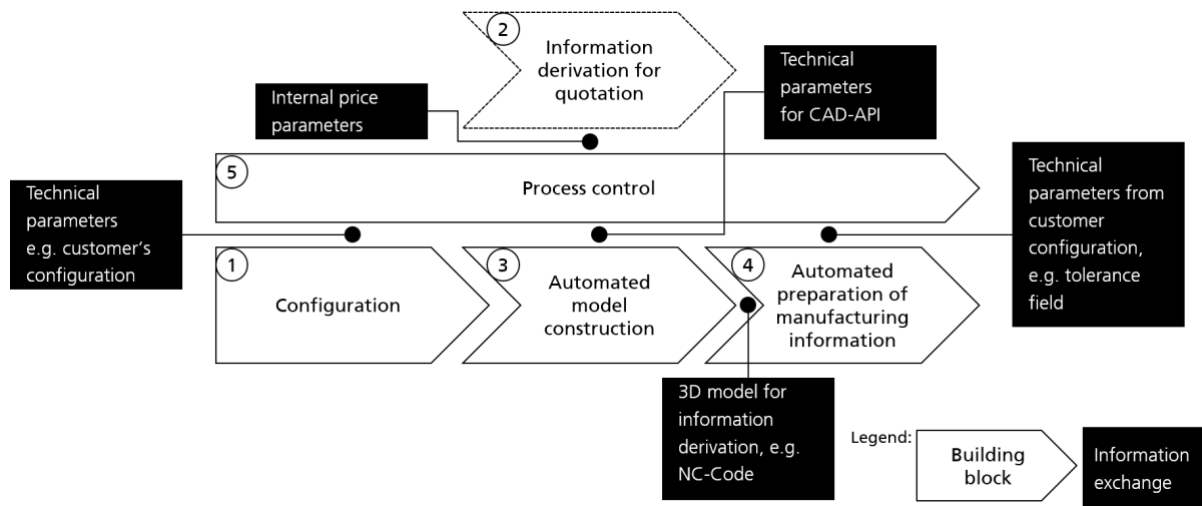 2
Information
derivation for
quotation
Technical
parameters
for CAD-API
Internal price
parameters
5
Process control
Technical
parameters
e.g. customer's
configuration
Technical
parameters from
customer
configuration,
e.g. tolerance
field
1
Configuration
3
Automated
model
construction
4
Automated
preparation of
manufacturing
information
3D model for
information
derivation, e.g.
NC-Code
Legend:
Building
block
Information
exchange